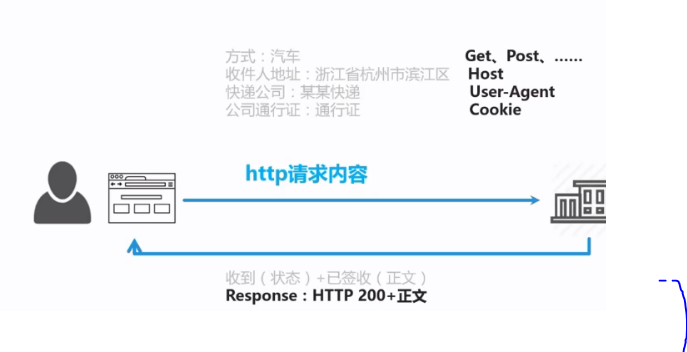 方式：汽车 Get、Post、......
收件人地址：浙江省杭州市滨江区 Host
快递公司：某某快递 User-Agent
公司通行证：通行证 Cookie
http请求内容
收到（状态）+已签收（正文）
Response：HTTP 200+正文